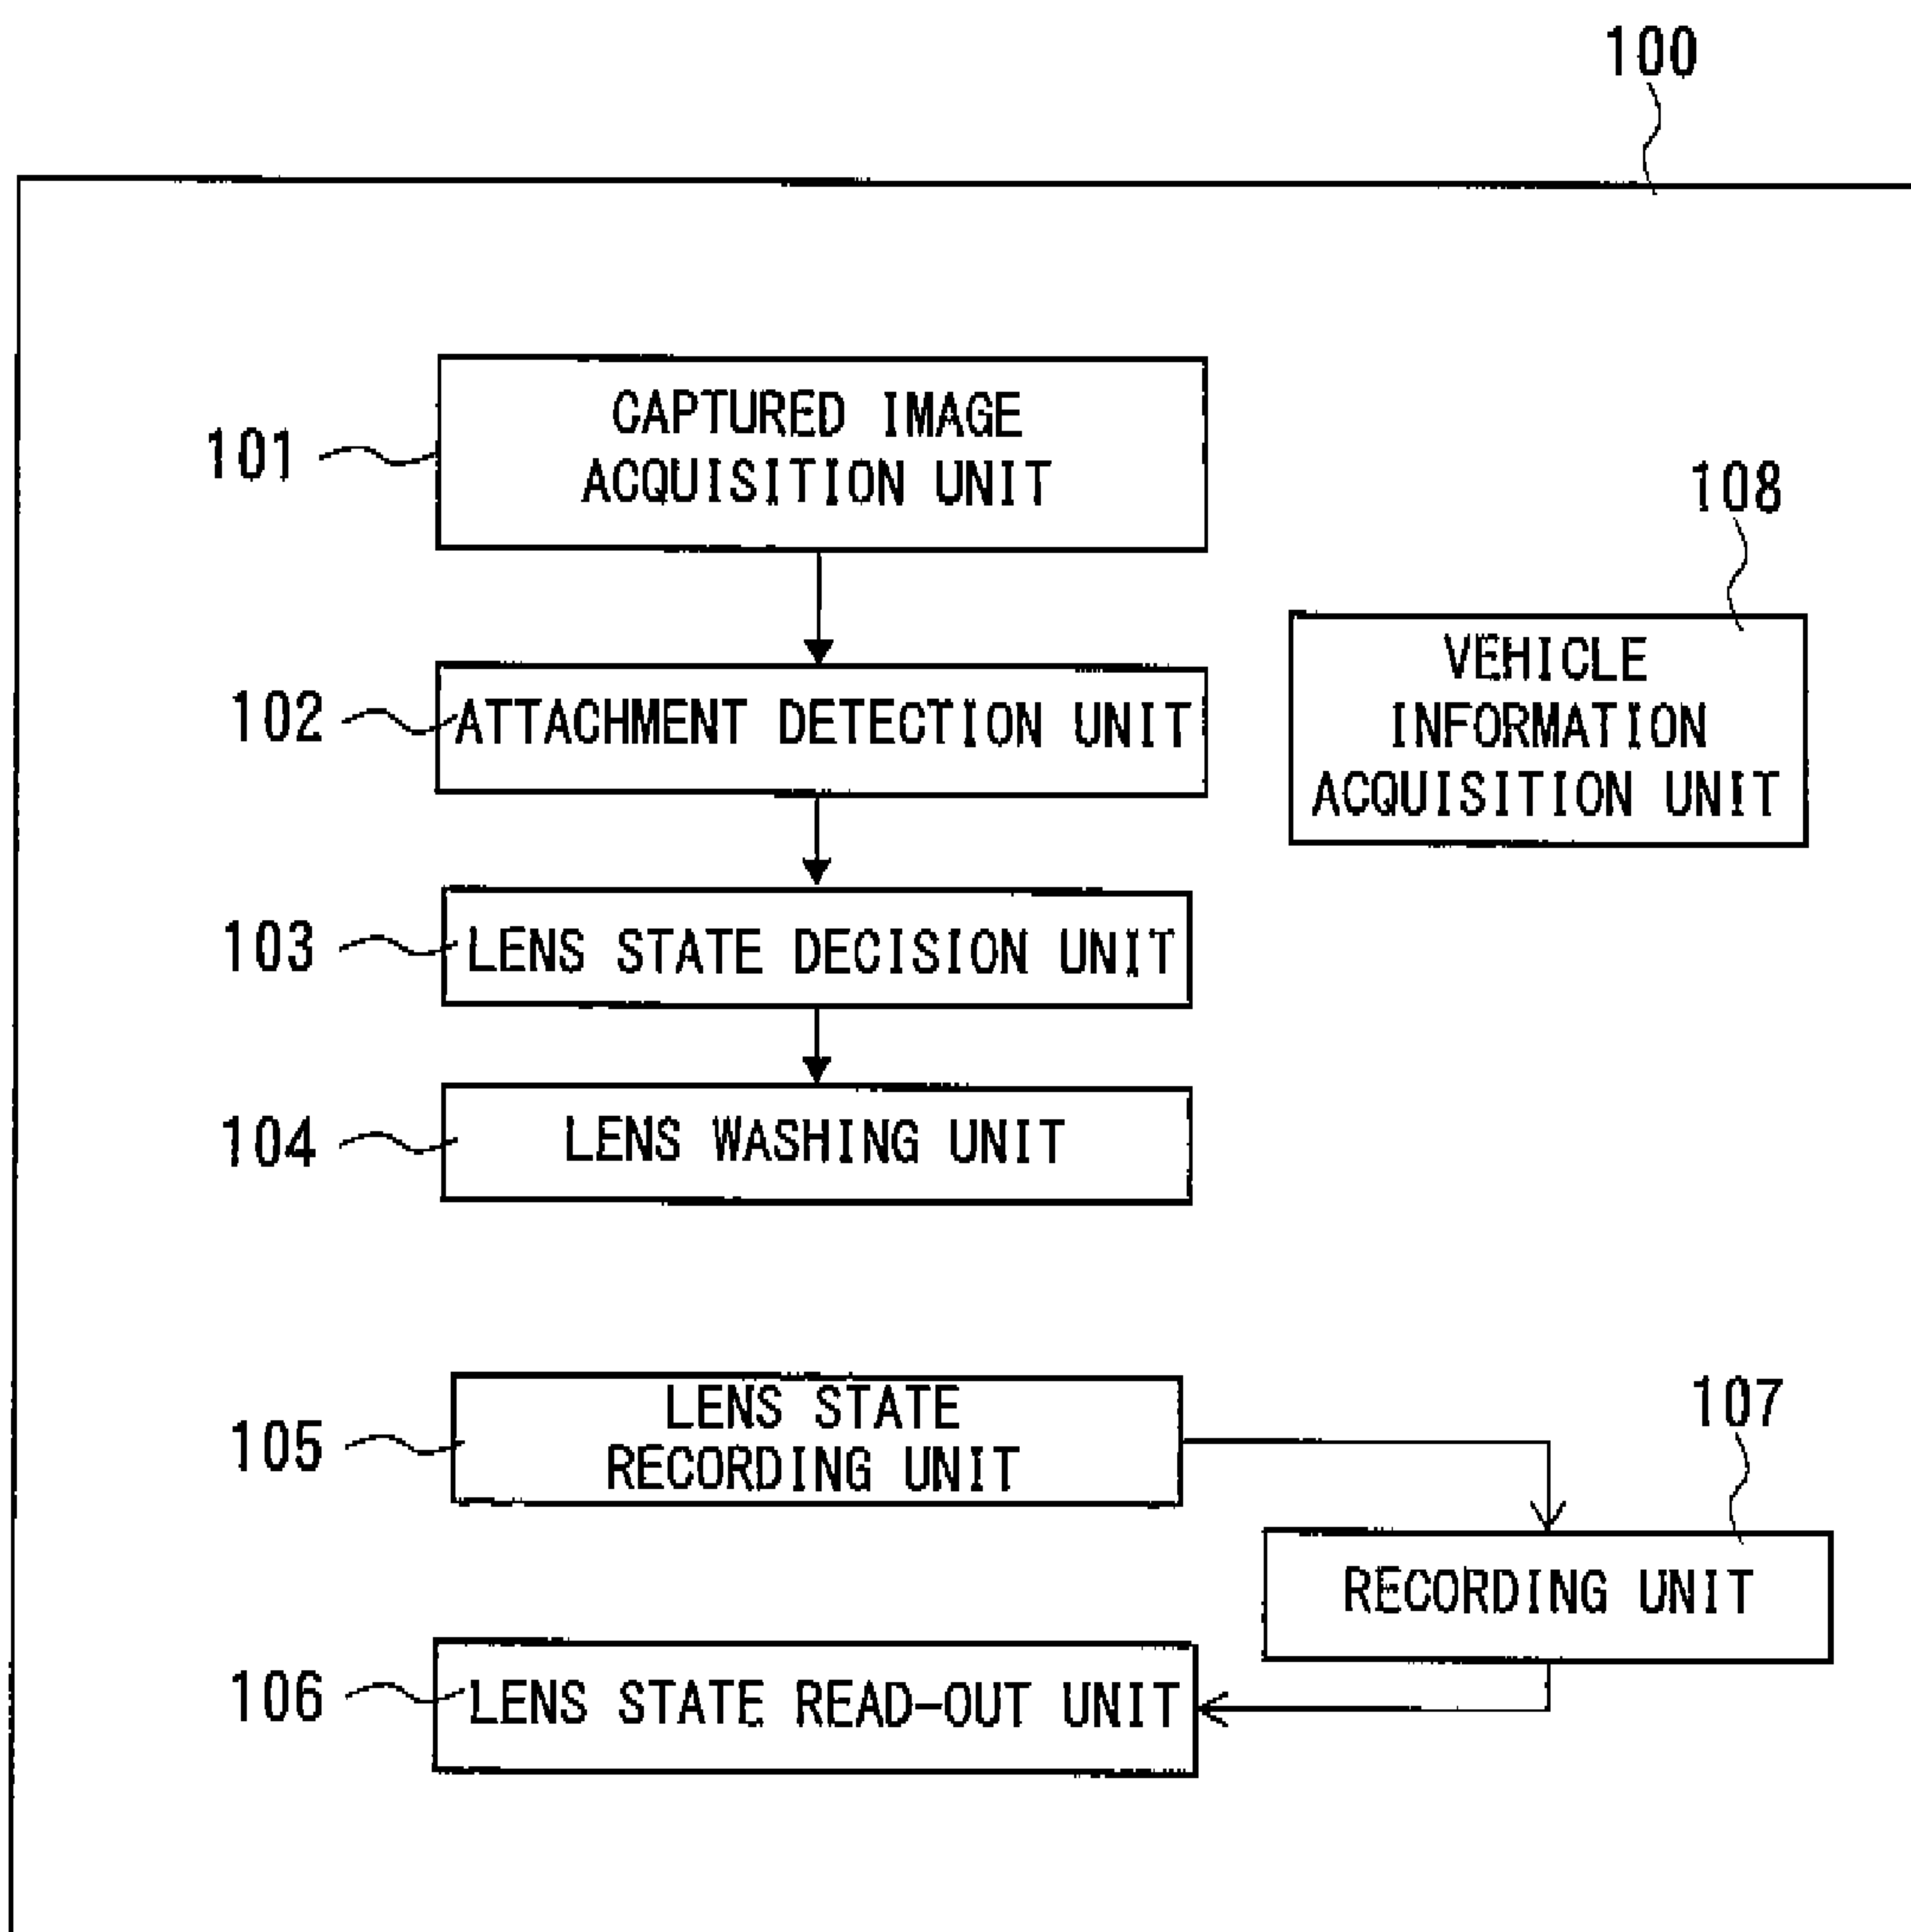 100
101
CAPTURED IMAGE
ACQUISITION UNIT
108
VEHICLE
INFORMATION
ACQUISITION UNIT
102
ATTACHMENT DETECTION UNIT
103
LENS STATE DECISION UNIT
104
LENS WASHING UNIT
105
LENS STATE
RECORDING UNIT
107
RECORDING UNIT
106
LENS STATE READ-OUT UNIT